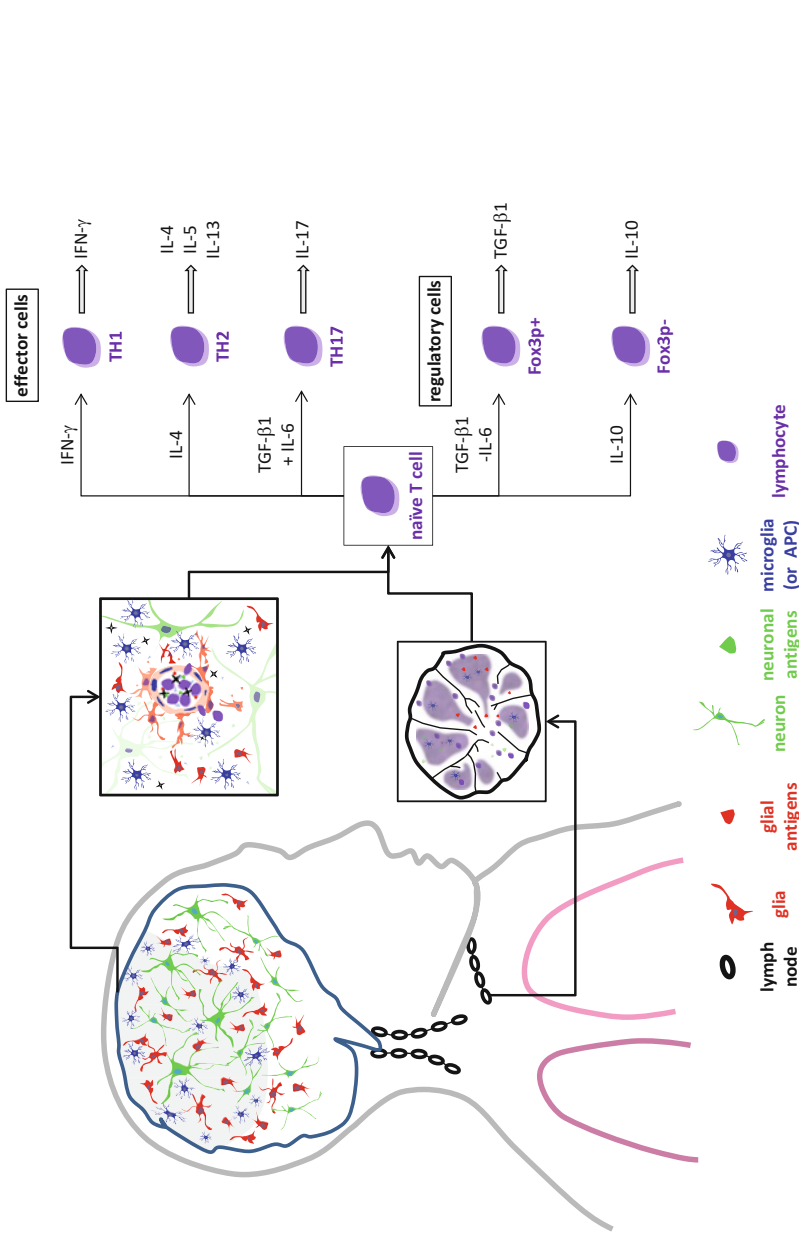 effector cells
IFN-γ
TH1
IFN-γ
IL-4
TH2
IL-4
IL-5
IL-13
TGF-β1
+ IL-6
TH17
IL-17
naïve T cell
regulatory cells
TGF-β1
-IL-6
Fox3p+
TGF-β1
IL-10
Fox3p-
IL-10
lymph
node
glia
glial
antigens
neuron
neuronal
antigens
microglia
(or APC)
lymphocyte